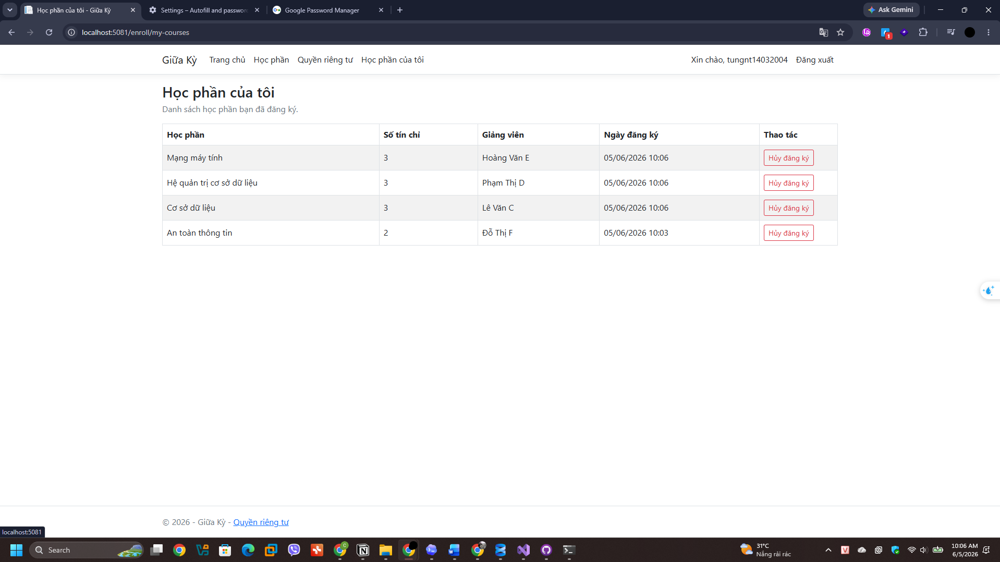 Học phần của tôi - Giữa Kỳ
Settings – Autofill and passwor
Google Password Manager
Ask Gemini
localhost:5081/enroll/my-courses
1
Giữa Kỳ Trang chủ Học phần Quyền riêng tư Học phần của tôi Xin chào, tungnt14032004 Đăng xuất
Học phần của tôi
Danh sách học phần bạn đã đăng ký.
Học phần Số tín chỉ Giảng viên Ngày đăng ký Thao tác
Mạng máy tính 3 Hoàng Văn E 05/06/2026 10:06 Hủy đăng ký
Hệ quản trị cơ sở dữ liệu 3 Phạm Thị D 05/06/2026 10:06 Hủy đăng ký
Cơ sở dữ liệu 3 Lê Văn C 05/06/2026 10:06 Hủy đăng ký
An toàn thông tin 2 Đỗ Thị F 05/06/2026 10:03 Hủy đăng ký
© 2026 - Giữa Kỳ - Quyền riêng tư
localhost:5081
Search
31°C
Nắng rải rác
10:06 AM
6/5/2026